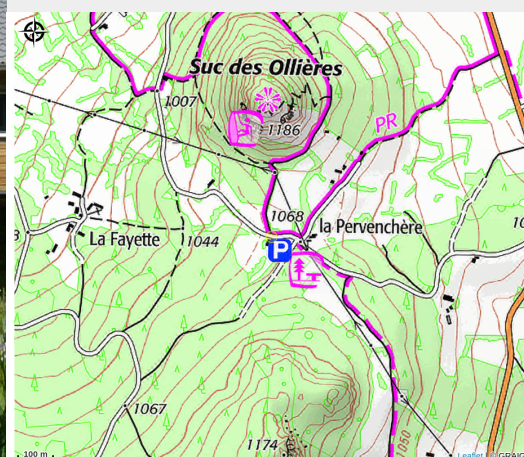 Suc des Ollières
1007
1186
PR
1068
la Pervenchère
P
La Fayette
1044
1067
1050
1174
100 m
Leaflet